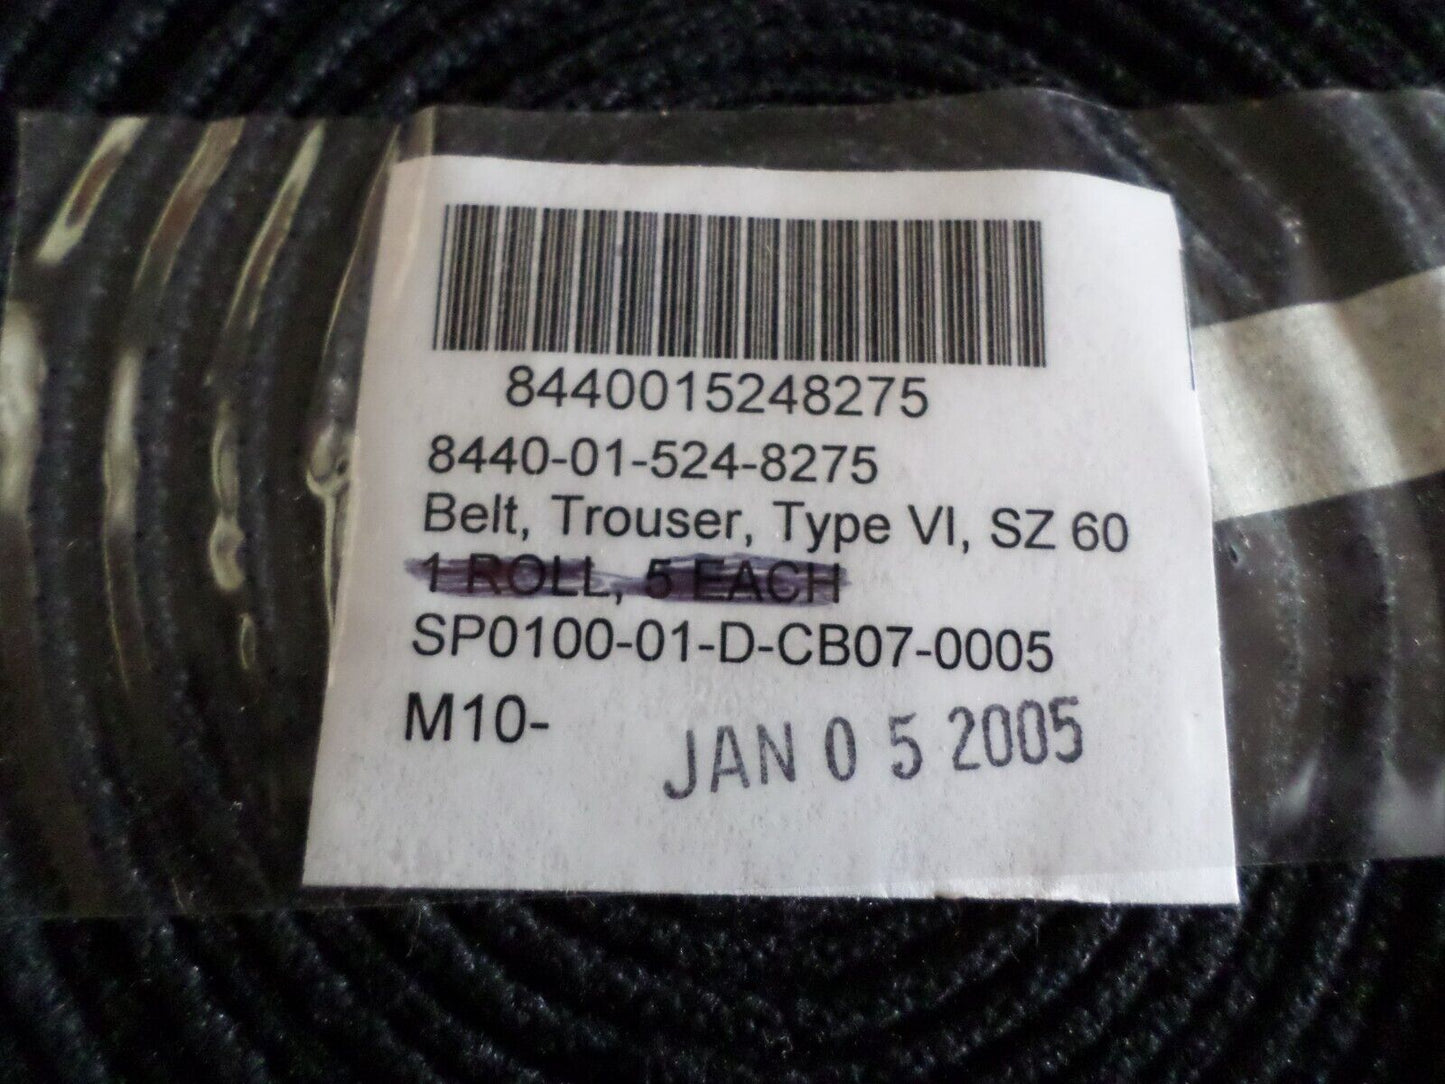 8440015248275
8440-01-524-8275
Belt, Trouser, Type VI, SZ 60
1 ROLL, 5 EACH
SP0100-01-D-CB07-0005
M10-
JAN 0 5 2005